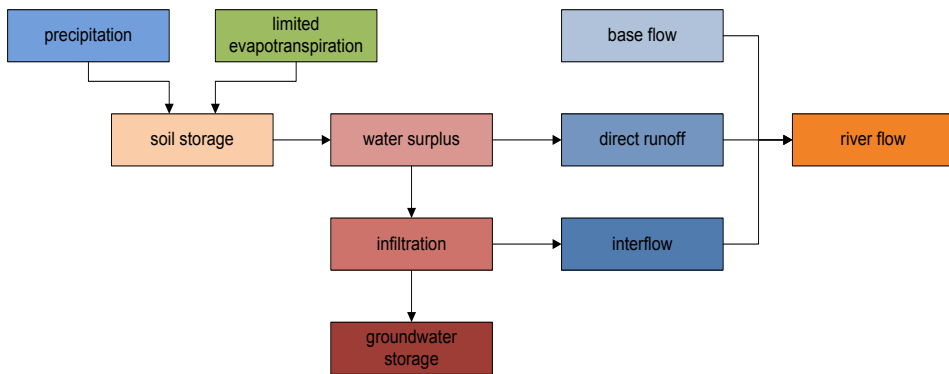 precipitation
limited
evapotranspiration
base flow
soil storage
water surplus
direct runoff
river flow
infiltration
interflow
groundwater
storage